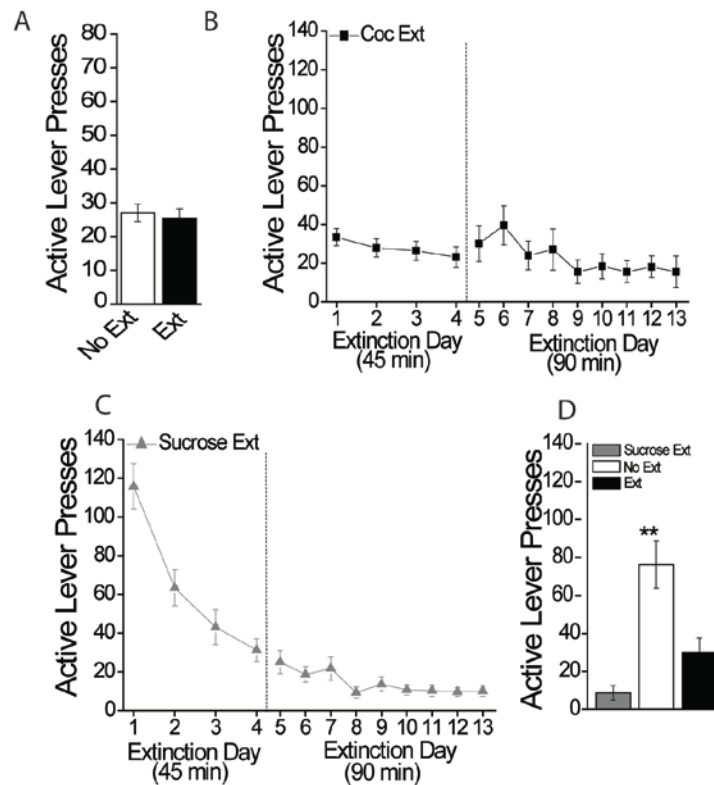 A
Active Lever Presses
80
70
60
50
40
30
20
10
0
No Ext
Ext
B
Coc Ext
Active Lever Presses
140
120
100
80
60
40
20
0
1 2 3 4 5 6 7 8 9 10 11 12 13
Extinction Day
(45 min)
Extinction Day
(90 min)
C
Sucrose Ext
Active Lever Presses
140
120
100
80
60
40
20
0
1 2 3 4 5 6 7 8 9 10 11 12 13
Extinction Day
(45 min)
Extinction Day
(90 min)
D
Sucrose Ext
No Ext
Ext
Active Lever Presses
140
120
100
80
60
40
20
0
**